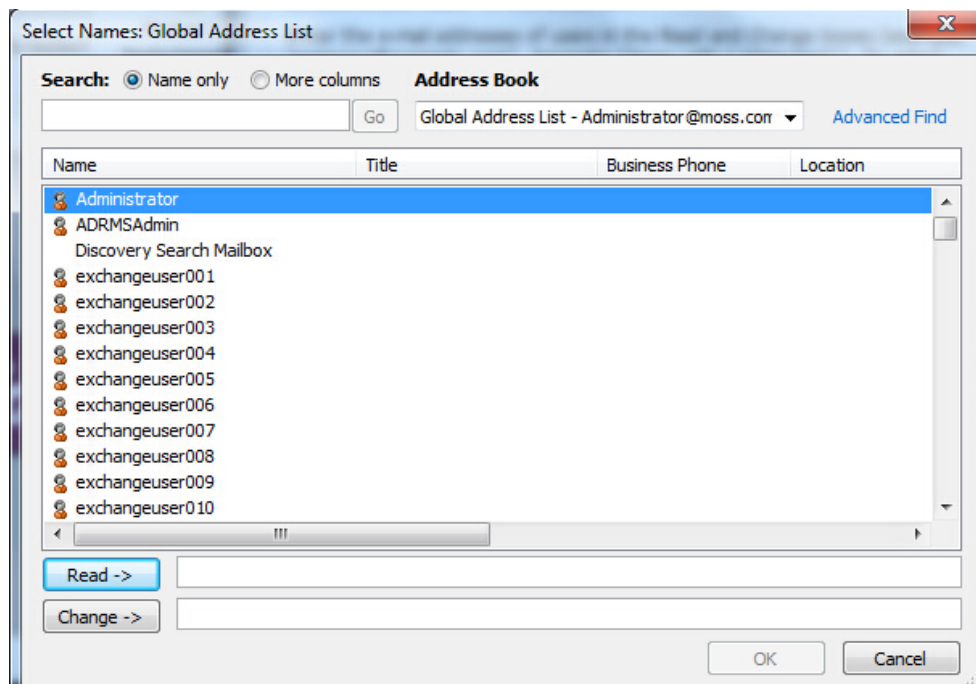 Select Names: Global Address List
Search: Name only More columns Address Book
Go Global Address List - Administrator@moss.com Advanced Find
Name Title Business Phone Location
Administrator
ADRMSAdmin
Discovery Search Mailbox
exchangeuser001
exchangeuser002
exchangeuser003
exchangeuser004
exchangeuser005
exchangeuser006
exchangeuser007
exchangeuser008
exchangeuser009
exchangeuser010
Read ->
Change ->
OK Cancel